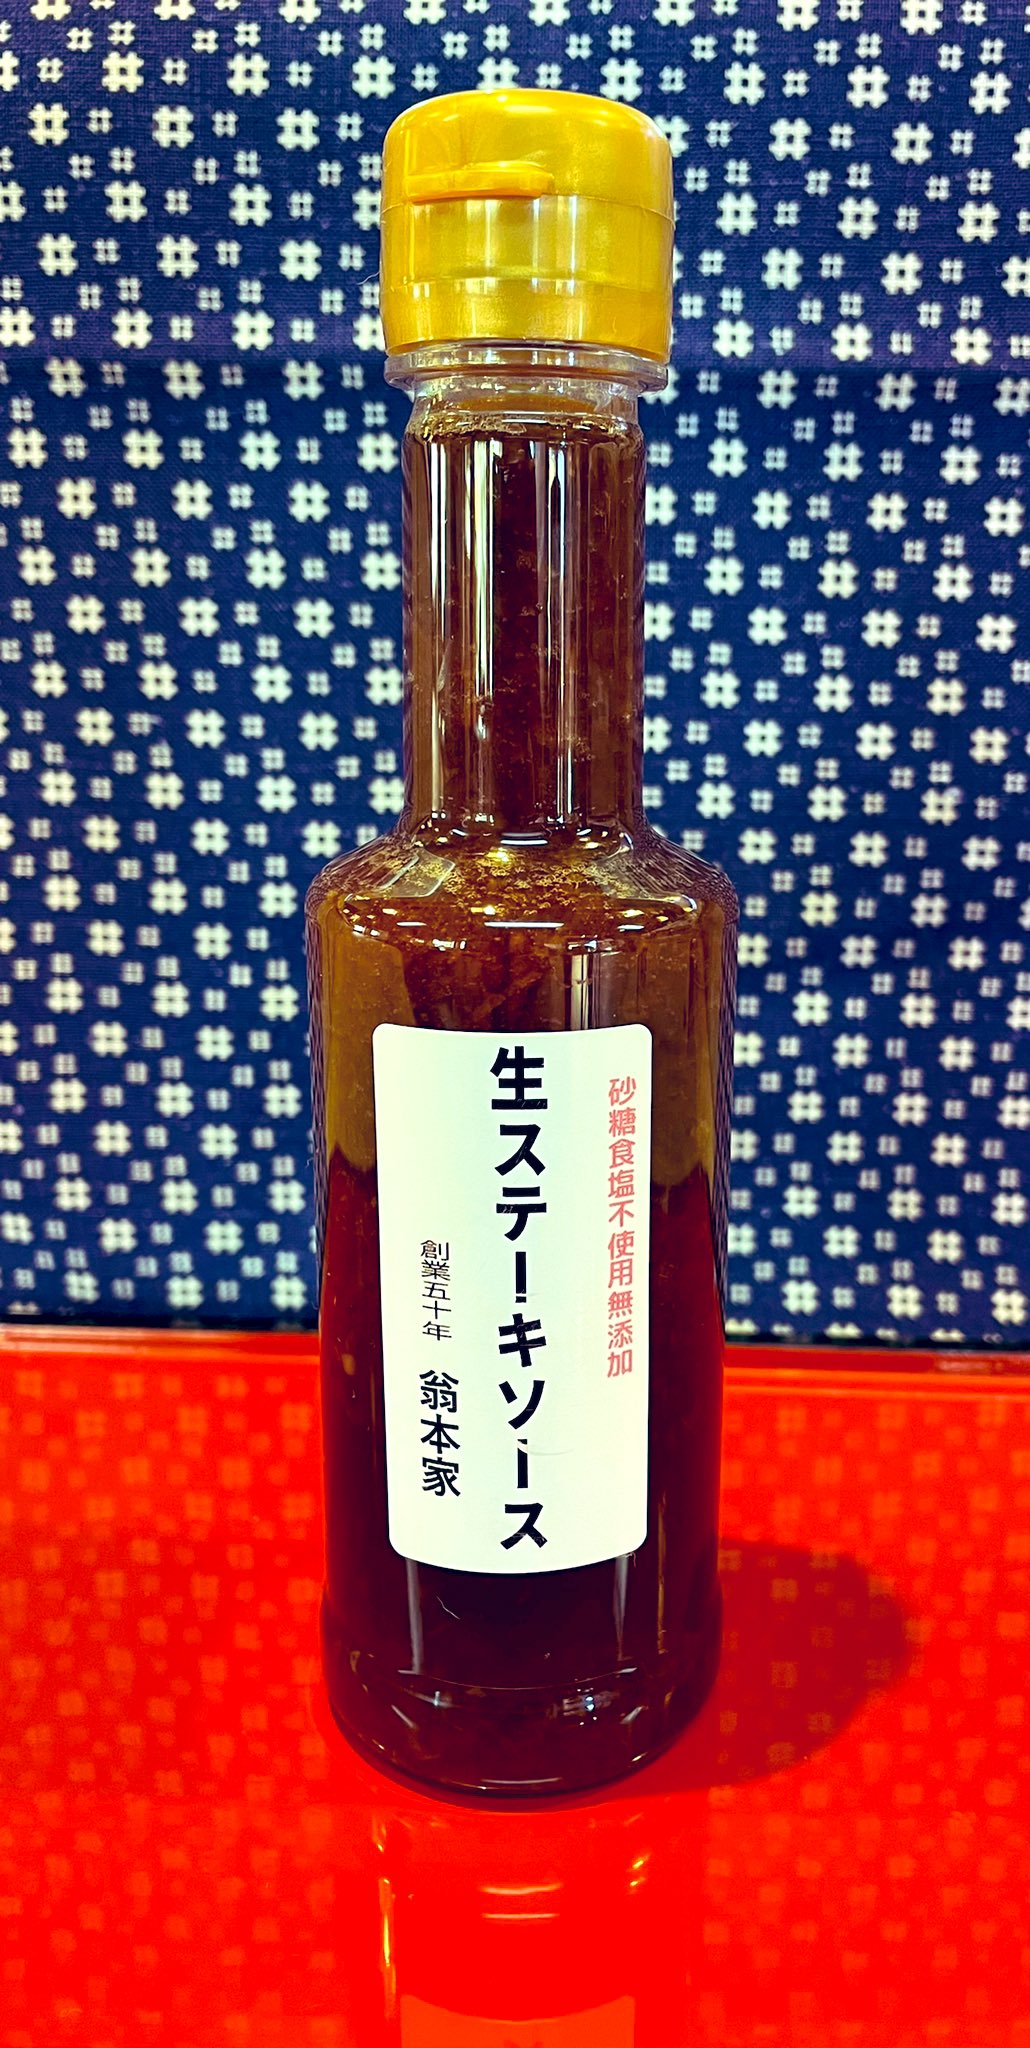 砂糖食塩不使用無添加
生ステーキソース
創業五十年 翁本家